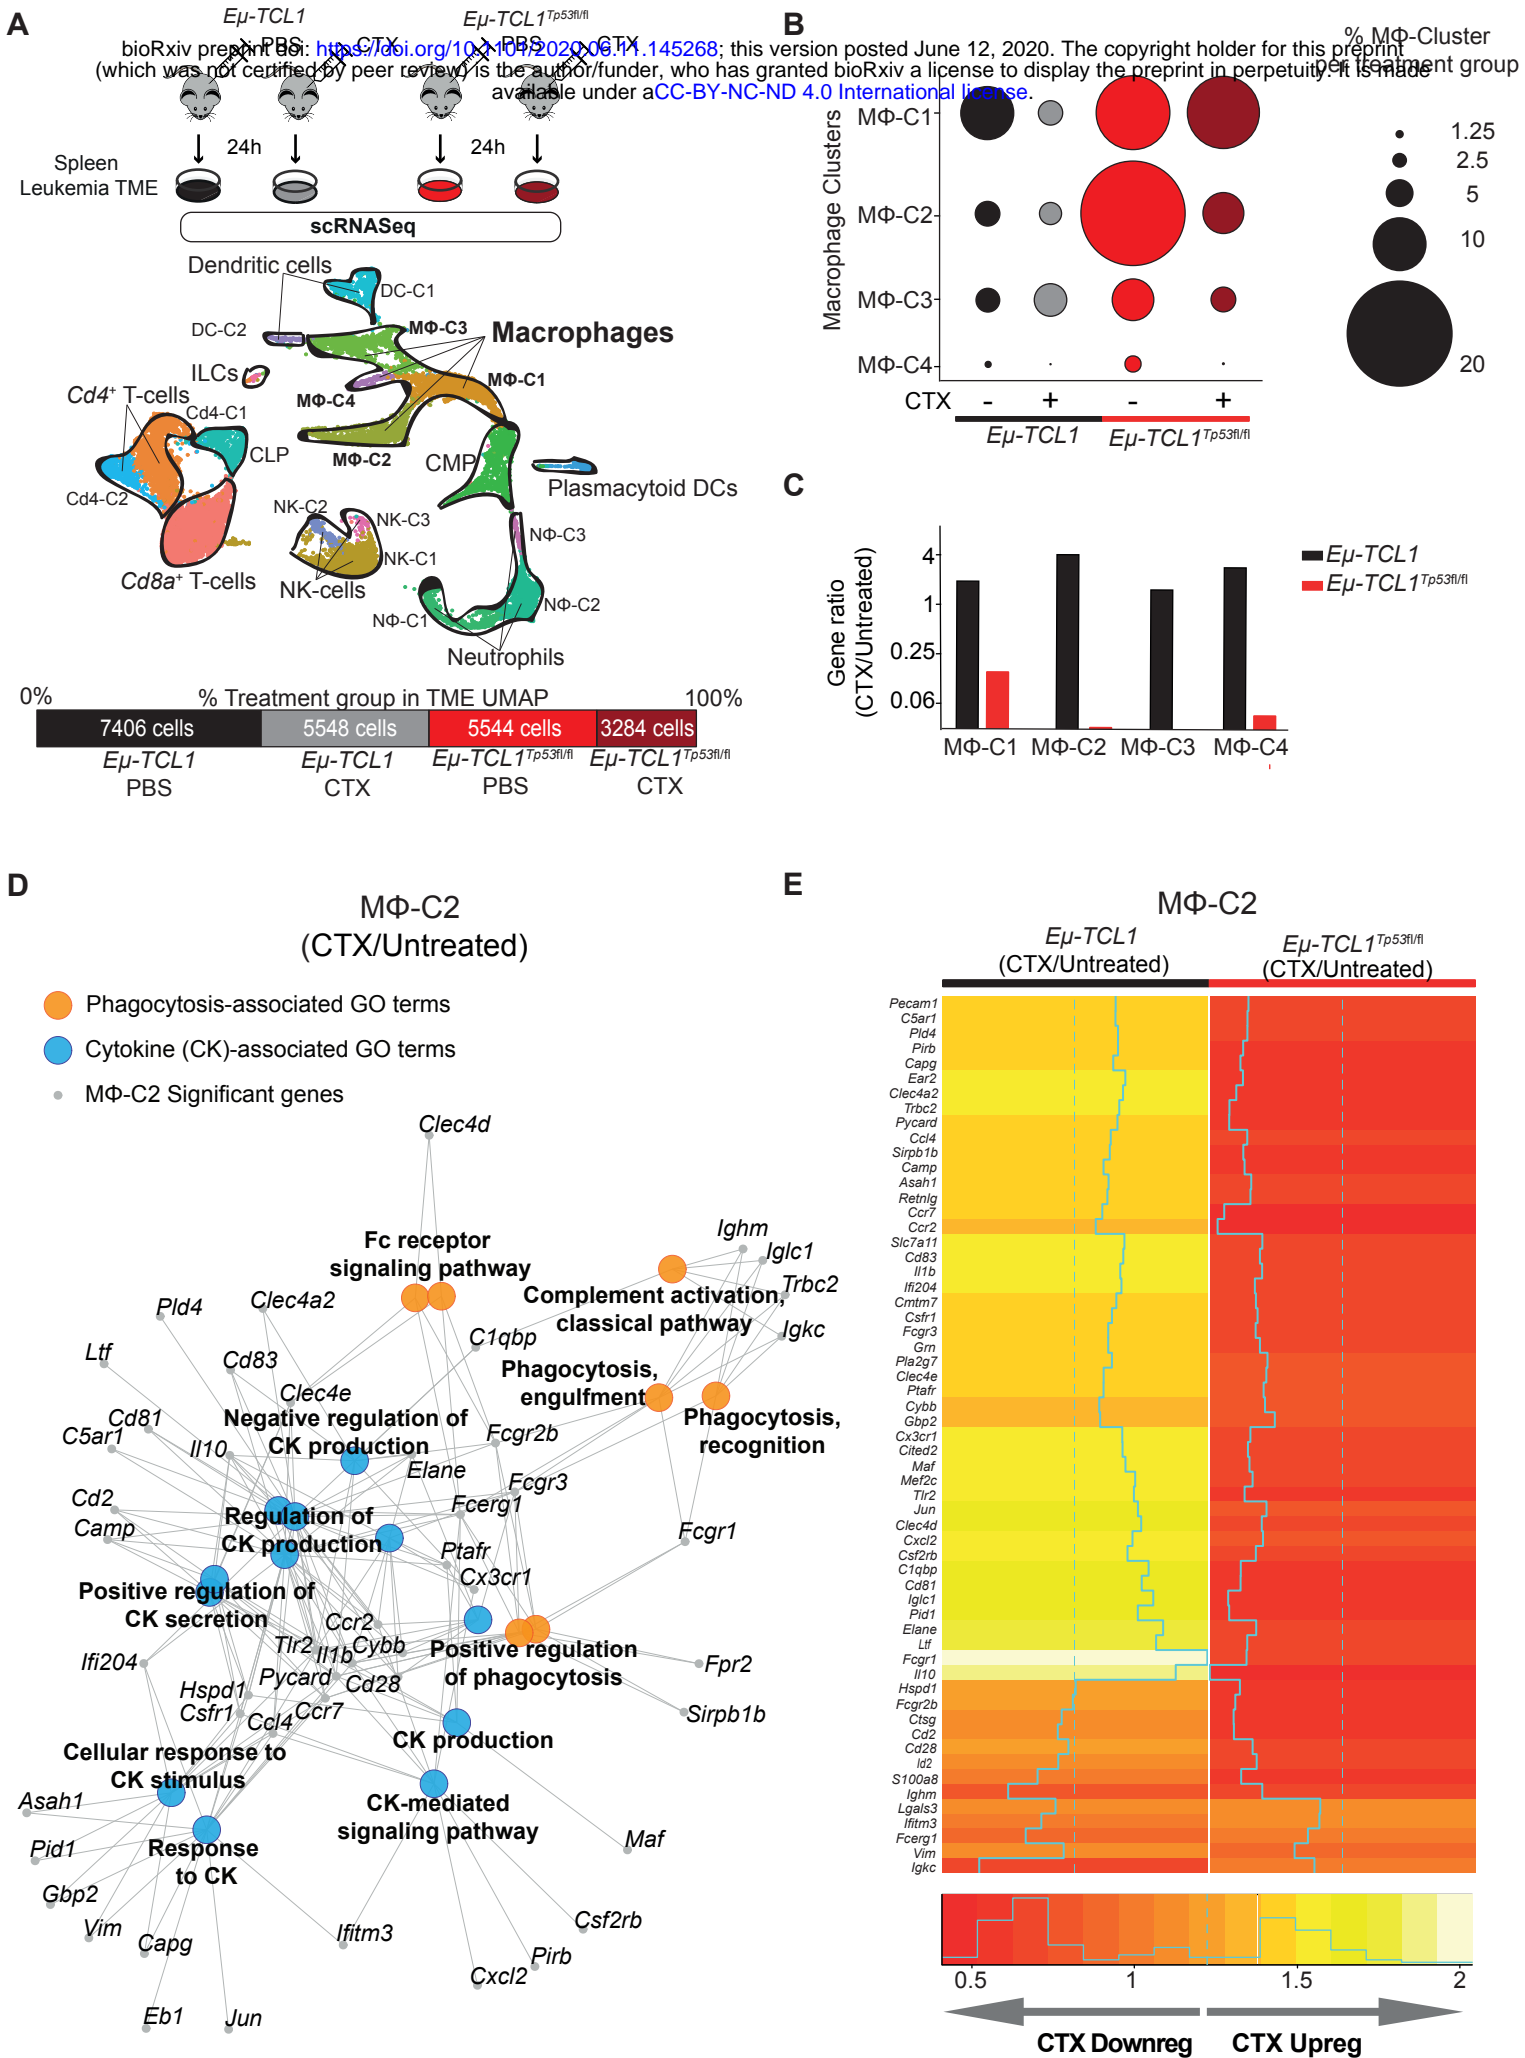 A
Eμ-TCL1
Eμ-TCL1Tp53fl/fl
PBS
CTX
PBS
CTX
bioRxiv preprint doi: https://doi.org/10.1101/2020.06.11.145268; this version posted June 12, 2020. The copyright holder for this preprint
(which was not certified by peer review) is the author/funder, who has granted bioRxiv a license to display the preprint in perpetuity. It is made
available under aCC-BY-NC-ND 4.0 International license.
24h
24h
Spleen
Leukemia TME
scRNASeq
Dendritic cells
DC-C1
DC-C2
MΦ-C3
Macrophages
ILCs
MΦ-C1
Cd4+ T-cells
MΦ-C4
Cd4-C1
CLP
MΦ-C2
CMP
Cd4-C2
Plasmacytoid DCs
NK-C2
NK-C3
NΦ-C3
NK-C1
Cd8a+ T-cells
NK-cells
NΦ-C1
NΦ-C2
Neutrophils
0%
% Treatment group in TME UMAP
100%
7406 cells
5548 cells
5544 cells
3284 cells
Eμ-TCL1
Eμ-TCL1
Eμ-TCL1Tp53fl/fl
Eμ-TCL1Tp53fl/fl
PBS
CTX
PBS
CTX
B
% MΦ-Cluster
per treatment group
Macrophage Clusters
MΦ-C1
MΦ-C2
MΦ-C3
MΦ-C4
1.25
2.5
5
10
20
CTX - + - +
Eμ-TCL1
Eμ-TCL1Tp53fl/fl
C
Gene ratio
(CTX/Untreated)
4
1
0.25
0.06
Eμ-TCL1
Eμ-TCL1Tp53fl/fl
MΦ-C1
MΦ-C2
MΦ-C3
MΦ-C4
D
MΦ-C2
(CTX/Untreated)
Phagocytosis-associated GO terms
Cytokine (CK)-associated GO terms
MΦ-C2 Significant genes
Clec4d
Ighm
Fc receptor
signaling pathway
Iglc1
Trbc2
Complement activation,
classical pathway
Pld4
Clec4a2
C1qbp
Igkc
Ltf
Cd83
Phagocytosis,
engulfment
Clec4e
Phagocytosis,
recognition
Cd81
Negative regulation of
CK production
C5ar1
Il10
Fcgr2b
Elane
Fcgr3
Cd2
Fcerg1
Camp
Regulation of
CK production
Fcgr1
Ptafr
Cx3cr1
Positive regulation of
CK secretion
Ccr2
Tlr2
Il1b
Cybb
Positive regulation
of phagocytosis
Ifi204
Pycard
Cd28
Fpr2
Hspd1
Csfr1
Ccl4
Ccr7
Sirpb1b
CK production
Cellular response to
CK stimulus
Asah1
CK-mediated
signaling pathway
Maf
Pid1
Response
to CK
Gbp2
Vim
Capg
Ifitm3
Csf2rb
Pirb
Cxcl2
Eb1
Jun
E
MΦ-C2
Eμ-TCL1
(CTX/Untreated)
Eμ-TCL1Tp53fl/fl
(CTX/Untreated)
Pecam1
C5ar1
Pld4
Pirb
Capg
Ear2
Clec4a2
Trbc2
Pycard
Ccl4
Sirpb1b
Camp
Asah1
Retnlg
Ccr7
Ccr2
Slc7a11
Cd83
Il1b
Ifi204
Cmtm7
Csfr1
Fcgr3
Grn
Pla2g7
Clec4e
Ptafr
Cybb
Gbp2
Cx3cr1
Cited2
Maf
Mef2c
Tlr2
Jun
Clec4d
Cxcl2
Csf2rb
C1qbp
Cd81
Iglc1
Pid1
Elane
Ltf
Fcgr1
Il10
Hspd1
Fcgr2b
Ctsg
Cd2
Cd28
Id2
S100a8
Ighm
Lgals3
Ifitm3
Fcerg1
Vim
Igkc
0.5
1
1.5
2
CTX Downreg
CTX Upreg